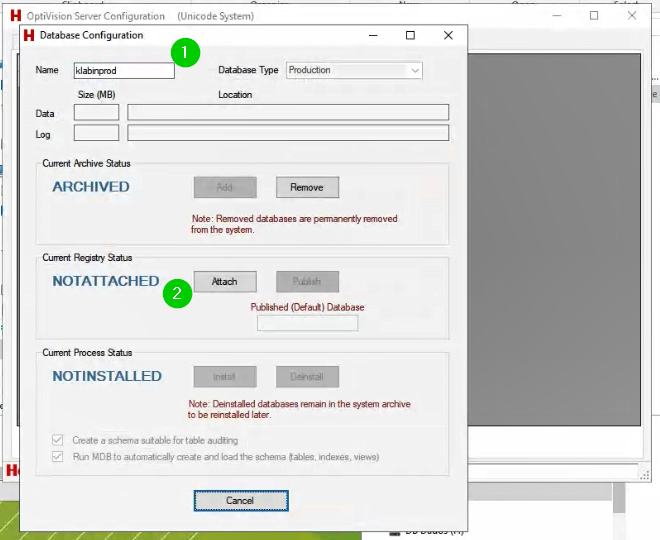 OptiVision Server Configuration (Unicode System)
Database Configuration
1
Name klabinprod Database Type Production
Size (MB) Location
Data
Log
Current Archive Status
ARCHIVED Add Remove
Note: Removed databases are permanently removed
from the system.
Current Registry Status
NOTATTACHED Attach Publish
2
Published (Default) Database
Current Process Status
NOTINSTALLED Install Deinstall
Note: Deinstalled databases remain in the system archive
to be reinstalled later.
Create a schema suitable for table auditing
Run MDB to automatically create and load the schema (tables, indexes, views)
Cancel